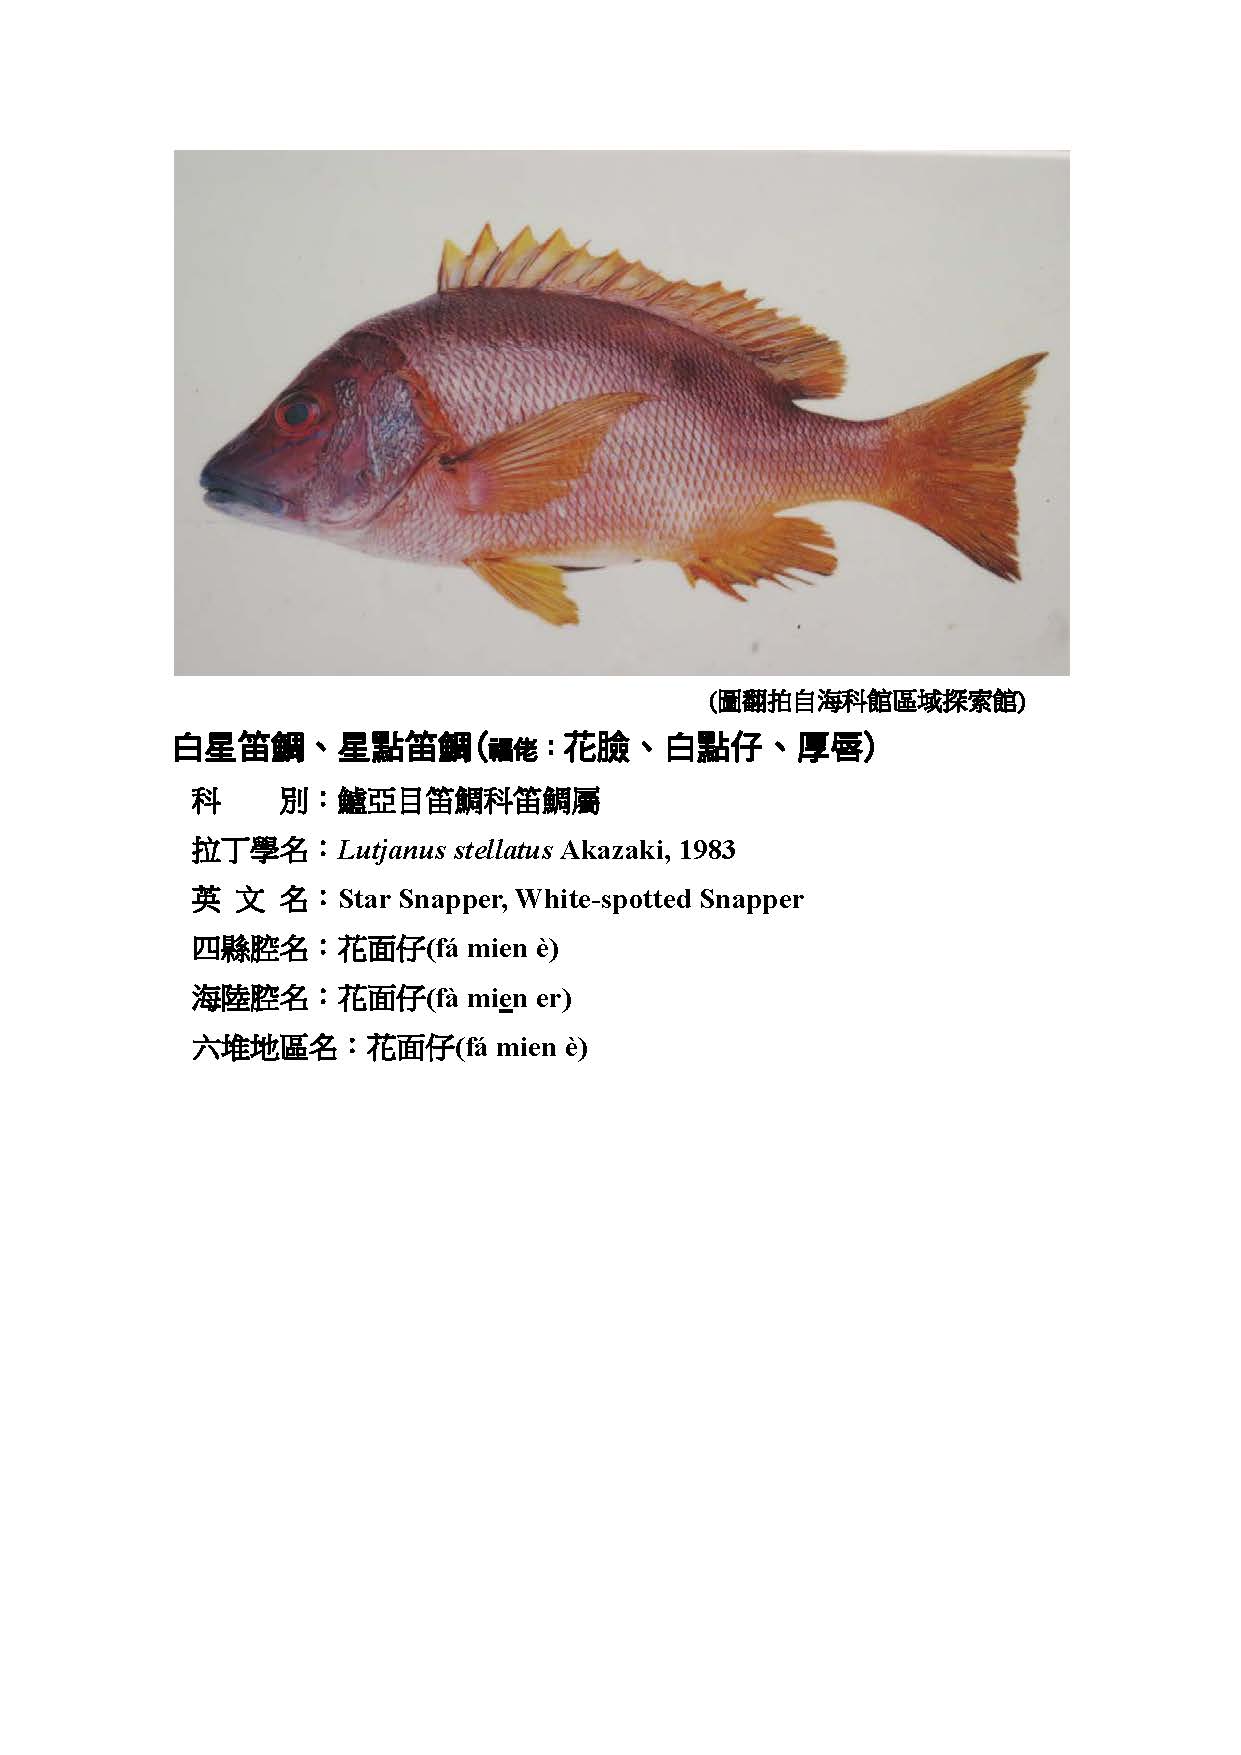 (圖翻拍自海科館區域探索館)
白星笛鯛、星點笛鯛(福佬：花臉、白點仔、厚唇)
科　　別：鱸亞目笛鯛科笛鯛屬
拉丁學名：Lutjanus stellatus Akazaki, 1983
英 文 名：Star Snapper, White-spotted Snapper
四縣腔名：花面仔(fá mien è)
海陸腔名：花面仔(fà mien er)
六堆地區名：花面仔(fá mien è)